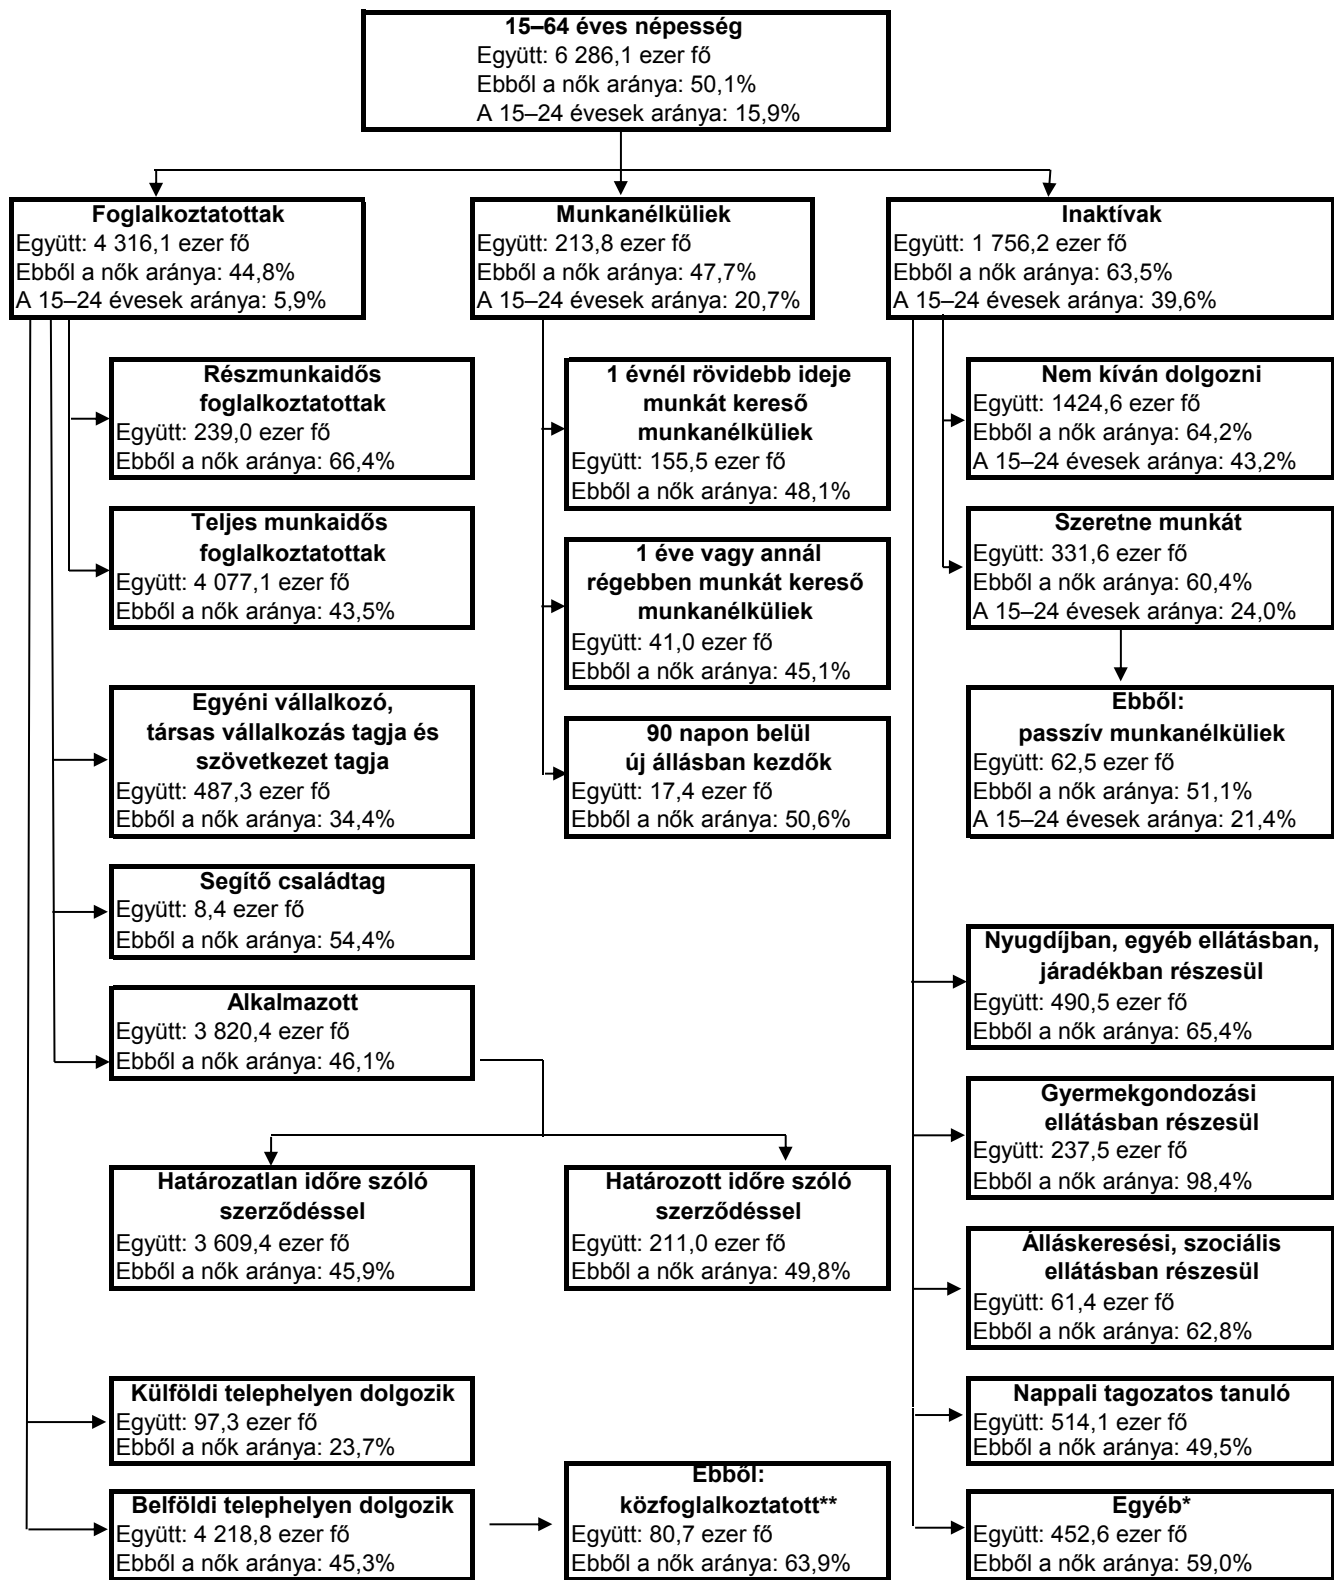 15–64 éves népesség
Együtt: 6 286,1 ezer fő
Ebből a nők aránya: 50,1%
A 15–24 évesek aránya: 15,9%
Foglalkoztatottak
Együtt: 4 316,1 ezer fő
Ebből a nők aránya: 44,8%
A 15–24 évesek aránya: 5,9%
Munkanélküliek
Együtt: 213,8 ezer fő
Ebből a nők aránya: 47,7%
A 15–24 évesek aránya: 20,7%
Inaktívak
Együtt: 1 756,2 ezer fő
Ebből a nők aránya: 63,5%
A 15–24 évesek aránya: 39,6%
Részmunkaidős
foglalkoztatottak
Együtt: 239,0 ezer fő
Ebből a nők aránya: 66,4%
Teljes munkaidős
foglalkoztatottak
Együtt: 4 077,1 ezer fő
Ebből a nők aránya: 43,5%
Egyéni vállalkozó,
társas vállalkozás tagja és
szövetkezet tagja
Együtt: 487,3 ezer fő
Ebből a nők aránya: 34,4%
Segítő családtag
Együtt: 8,4 ezer fő
Ebből a nők aránya: 54,4%
Alkalmazott
Együtt: 3 820,4 ezer fő
Ebből a nők aránya: 46,1%
Határozatlan időre szóló
szerződéssel
Együtt: 3 609,4 ezer fő
Ebből a nők aránya: 45,9%
Határozott időre szóló
szerződéssel
Együtt: 211,0 ezer fő
Ebből a nők aránya: 49,8%
Külföldi telephelyen dolgozik
Együtt: 97,3 ezer fő
Ebből a nők aránya: 23,7%
Belföldi telephelyen dolgozik
Együtt: 4 218,8 ezer fő
Ebből a nők aránya: 45,3%
Ebből:
közfoglalkoztatott**
Együtt: 80,7 ezer fő
Ebből a nők aránya: 63,9%
1 évnél rövidebb ideje
munkát kereső
munkanélküliek
Együtt: 155,5 ezer fő
Ebből a nők aránya: 48,1%
1 éve vagy annál
régebben munkát kereső
munkanélküliek
Együtt: 41,0 ezer fő
Ebből a nők aránya: 45,1%
90 napon belül
új állásban kezdők
Együtt: 17,4 ezer fő
Ebből a nők aránya: 50,6%
Nem kíván dolgozni
Együtt: 1424,6 ezer fő
Ebből a nők aránya: 64,2%
A 15–24 évesek aránya: 43,2%
Szeretne munkát
Együtt: 331,6 ezer fő
Ebből a nők aránya: 60,4%
A 15–24 évesek aránya: 24,0%
Ebből:
passzív munkanélküliek
Együtt: 62,5 ezer fő
Ebből a nők aránya: 51,1%
A 15–24 évesek aránya: 21,4%
Nyugdíjban, egyéb ellátásban,
járadékban részesül
Együtt: 490,5 ezer fő
Ebből a nők aránya: 65,4%
Gyermekgondozási
ellátásban részesül
Együtt: 237,5 ezer fő
Ebből a nők aránya: 98,4%
Álláskeresési, szociális
ellátásban részesül
Együtt: 61,4 ezer fő
Ebből a nők aránya: 62,8%
Nappali tagozatos tanuló
Együtt: 514,1 ezer fő
Ebből a nők aránya: 49,5%
Egyéb*
Együtt: 452,6 ezer fő
Ebből a nők aránya: 59,0%